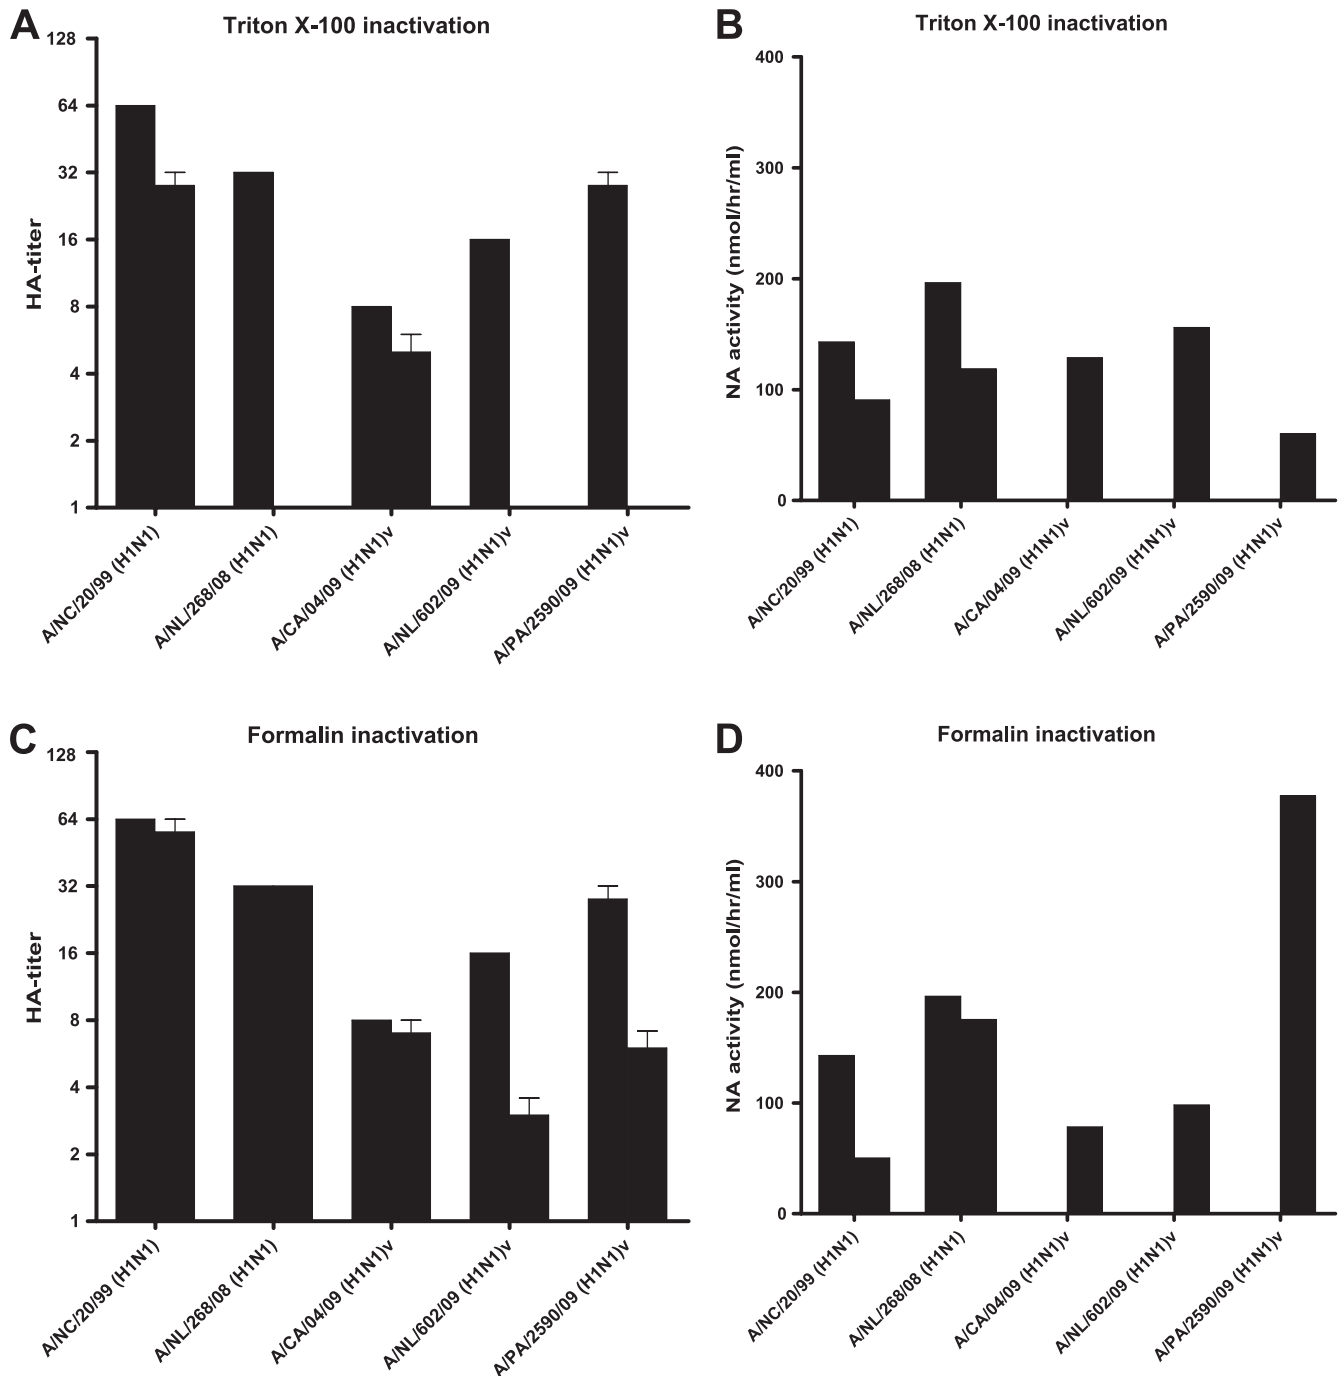 A
Triton X-100 inactivation
128
64
32
16
8
4
2
1
HA-titer
A/NC/20/99 (H1N1)
A/NL/268/08 (H1N1)
A/CA/04/09 (H1N1)v
A/NL/602/09 (H1N1)v
A/PA/2590/09 (H1N1)v
B
Triton X-100 inactivation
400
300
200
100
0
NA activity (nmol/hr/ml)
A/NC/20/99 (H1N1)
A/NL/268/08 (H1N1)
A/CA/04/09 (H1N1)v
A/NL/602/09 (H1N1)v
A/PA/2590/09 (H1N1)v
C
Formalin inactivation
128
64
32
16
8
4
2
1
HA-titer
A/NC/20/99 (H1N1)
A/NL/268/08 (H1N1)
A/CA/04/09 (H1N1)v
A/NL/602/09 (H1N1)v
A/PA/2590/09 (H1N1)v
D
Formalin inactivation
400
300
200
100
0
NA activity (nmol/hr/ml)
A/NC/20/99 (H1N1)
A/NL/268/08 (H1N1)
A/CA/04/09 (H1N1)v
A/NL/602/09 (H1N1)v
A/PA/2590/09 (H1N1)v